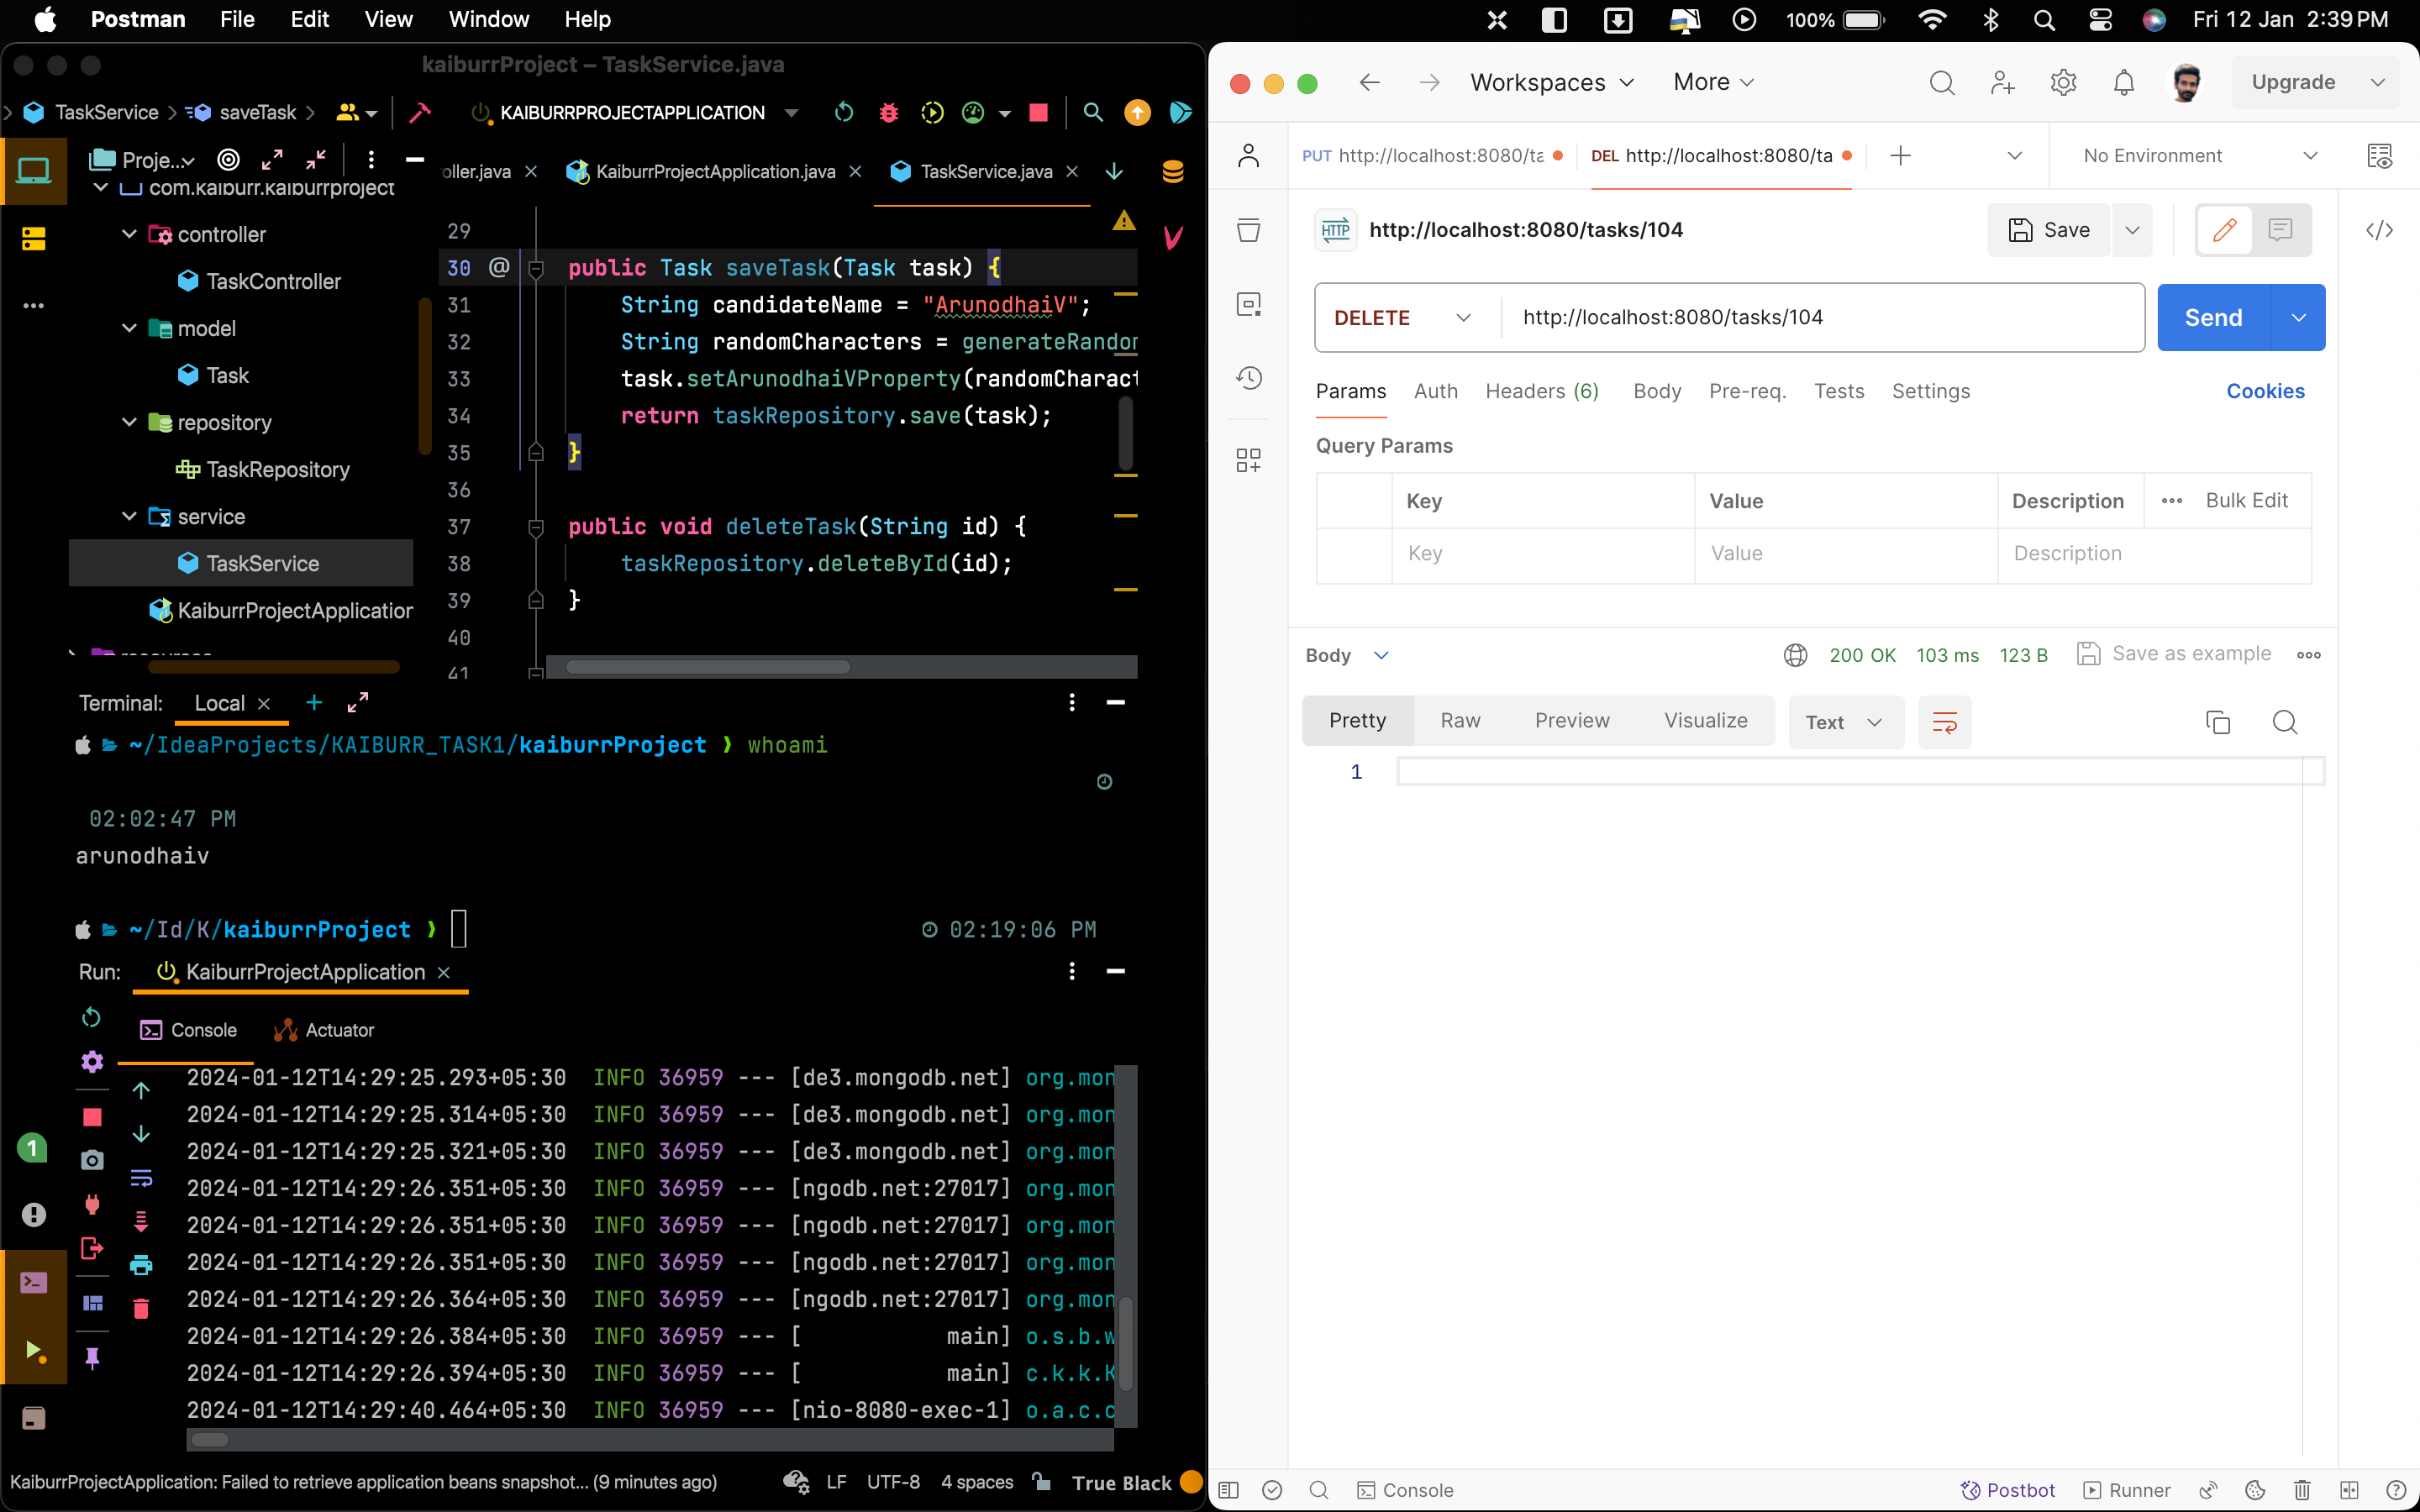 Postman File Edit View Window Help
100% Fri 12 Jan 2:39 PM
kaiburrProject – TaskService.java
TaskService saveTask KAIBURRPROJECTAPPLICATION
Proje... oller.java KaiburrProjectApplication.java TaskService.java
com.kaiburr.kaiburrproject
controller
TaskController
model
Task
repository
TaskRepository
service
TaskService
KaiburrProjectApplication
29
30 @ public Task saveTask(Task task) {
31 String candidateName = "ArunodhaiV";
32 String randomCharacters = generateRandom
33 task.setArunodhaiVProperty(randomCharact
34 return taskRepository.save(task);
35 }
36
37 public void deleteTask(String id) {
38 taskRepository.deleteById(id);
39 }
40
41
Terminal: Local
~/IdeaProjects/KAIBURR_TASK1/kaiburrProject ❯ whoami
02:02:47 PM
arunodhaiv
~/Id/K/kaiburrProject ❯ 02:19:06 PM
Run: KaiburrProjectApplication
Console Actuator
2024-01-12T14:29:25.293+05:30 INFO 36959 --- [de3.mongodb.net] org.mon
2024-01-12T14:29:25.314+05:30 INFO 36959 --- [de3.mongodb.net] org.mon
2024-01-12T14:29:25.321+05:30 INFO 36959 --- [de3.mongodb.net] org.mon
2024-01-12T14:29:26.351+05:30 INFO 36959 --- [ngodb.net:27017] org.mon
2024-01-12T14:29:26.351+05:30 INFO 36959 --- [ngodb.net:27017] org.mon
2024-01-12T14:29:26.351+05:30 INFO 36959 --- [ngodb.net:27017] org.mon
2024-01-12T14:29:26.364+05:30 INFO 36959 --- [ngodb.net:27017] org.mon
2024-01-12T14:29:26.384+05:30 INFO 36959 --- [ main] o.s.b.w
2024-01-12T14:29:26.394+05:30 INFO 36959 --- [ main] c.k.k.K
2024-01-12T14:29:40.464+05:30 INFO 36959 --- [nio-8080-exec-1] o.a.c.c
1
KaiburrProjectApplication: Failed to retrieve application beans snapshot... (9 minutes ago) LF UTF-8 4 spaces True Black
Workspaces More Upgrade
PUT http://localhost:8080/ta DEL http://localhost:8080/ta No Environment
HTTP http://localhost:8080/tasks/104 Save
DELETE http://localhost:8080/tasks/104 Send
Params Auth Headers (6) Body Pre-req. Tests Settings Cookies
Query Params
Key Value Description Bulk Edit
Key Value Description
Body 200 OK 103 ms 123 B Save as example
Pretty Raw Preview Visualize Text
1
Console Postbot Runner